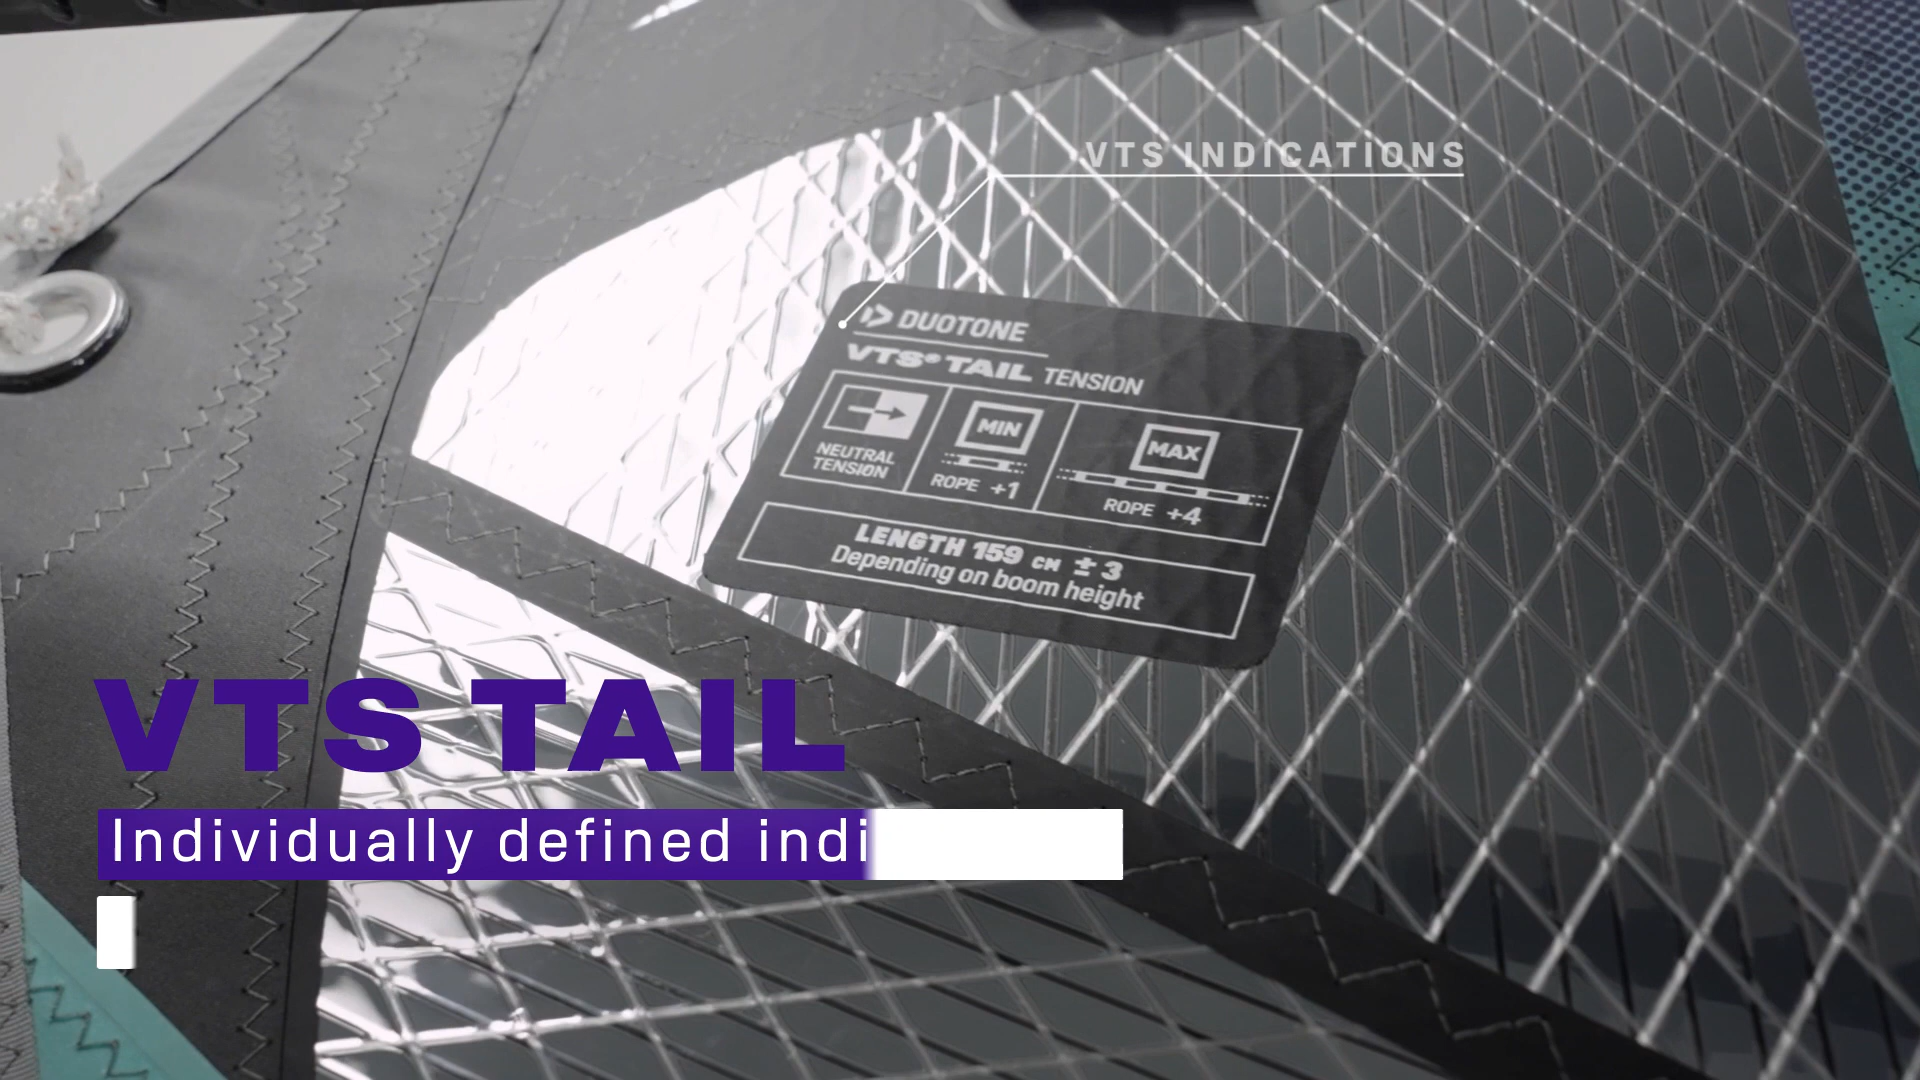 VTS INDICATIONS
DUOTONE
VTS® TAIL TENSION
NEUTRAL
TENSION
MIN
ROPE +1
MAX
ROPE +4
LENGTH 159 CM ± 3
Depending on boom height
VTS TAIL
Individually defined indi